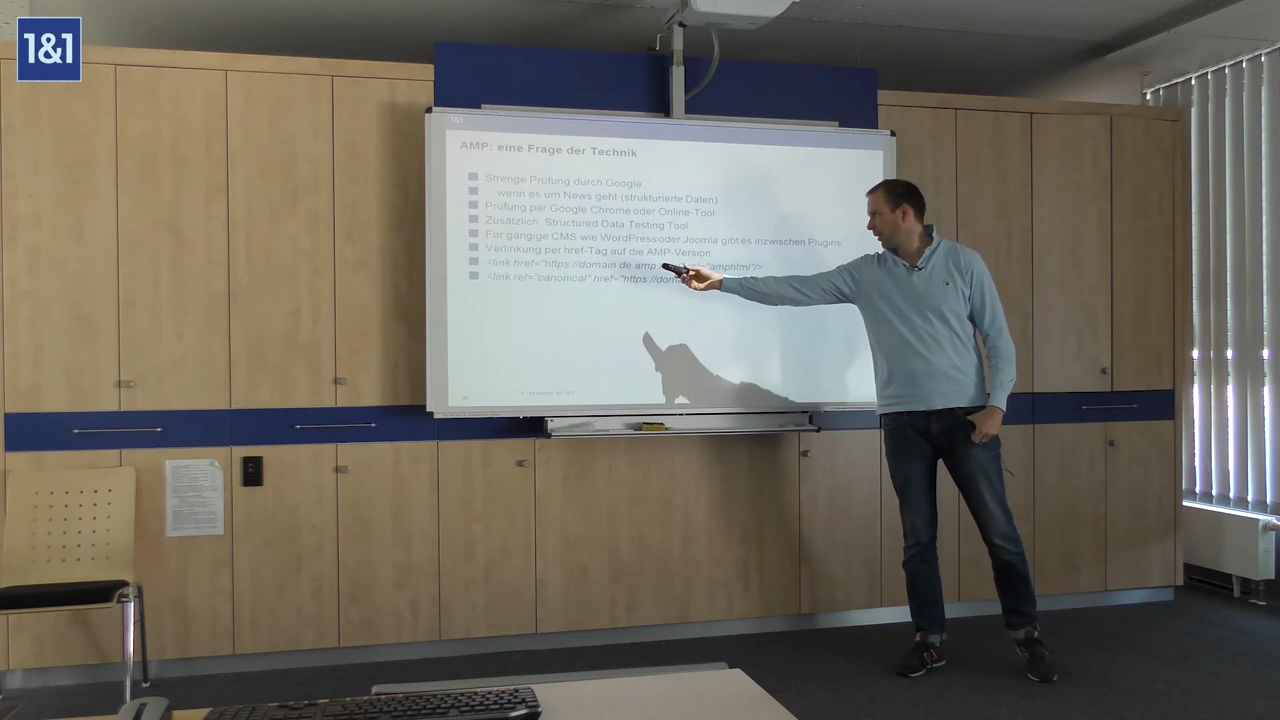 1&1
1&1
AMP: eine Frage der Technik
Strenge Prüfung durch Google
...wenn es um News geht (strukturierte Daten)
Prüfung per Google Chrome oder Online-Tool
Zusätzlich: Structured Data Testing Tool
Für gängige CMS wie WordPress oder Joomla gibt es inzwischen Plugins
Verlinkung per href-Tag auf die AMP-Version
<link href="https://domain.de.amp "amphtml"/>
<link rel="canonical" href="https://dom